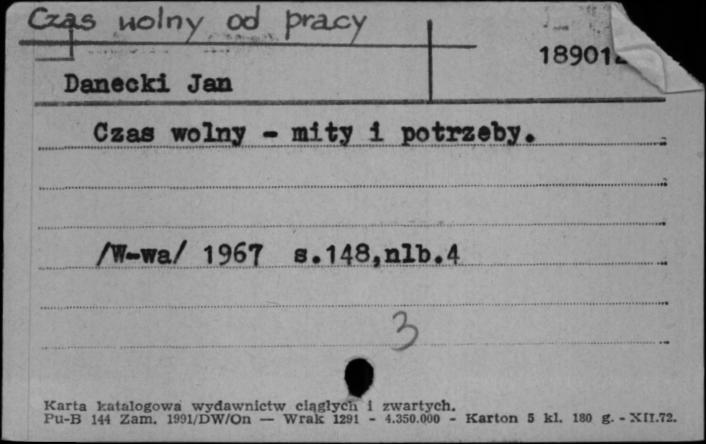 Czas wolny od pracy
Danecki Jan
Czas wolny - mity i potrzeby.
/W-wa/ 1967 s.148,nlb.4
3
Karta katalogowa wydawnictw ciągłych i zwartych.
Pu-B 144 Zam. 1991/DW/On — Wrak 1291 - 4.350.000 - Karton 5 kl. 180 g. - XII.72.